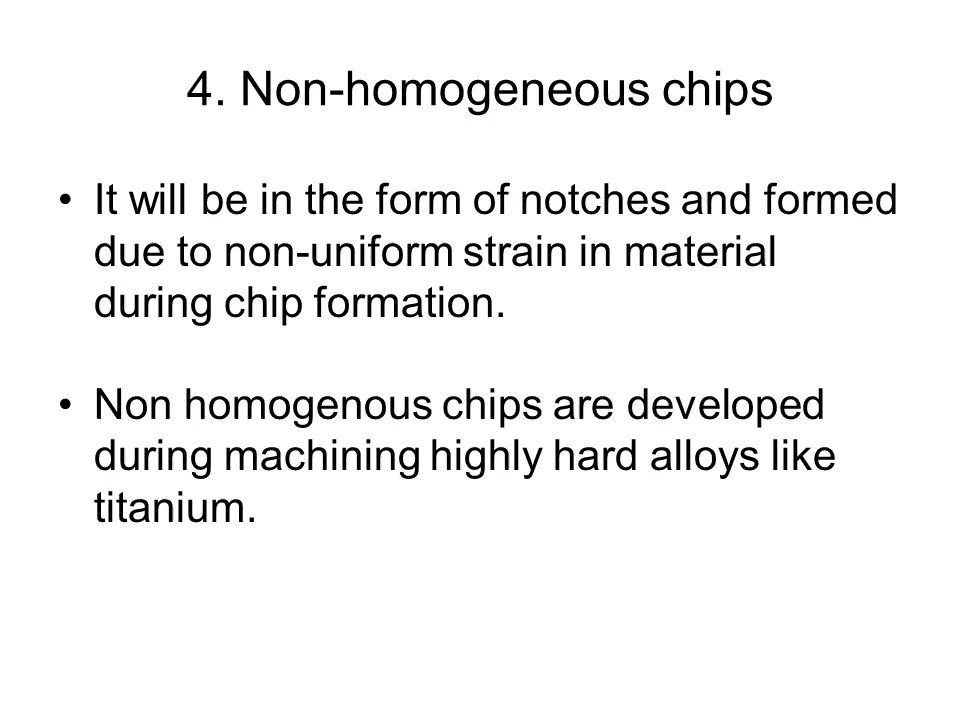 4. Non-homogeneous chips
• It will be in the form of notches and formed
due to non-uniform strain in material
during chip formation.
• Non homogenous chips are developed
during machining highly hard alloys like
titanium.